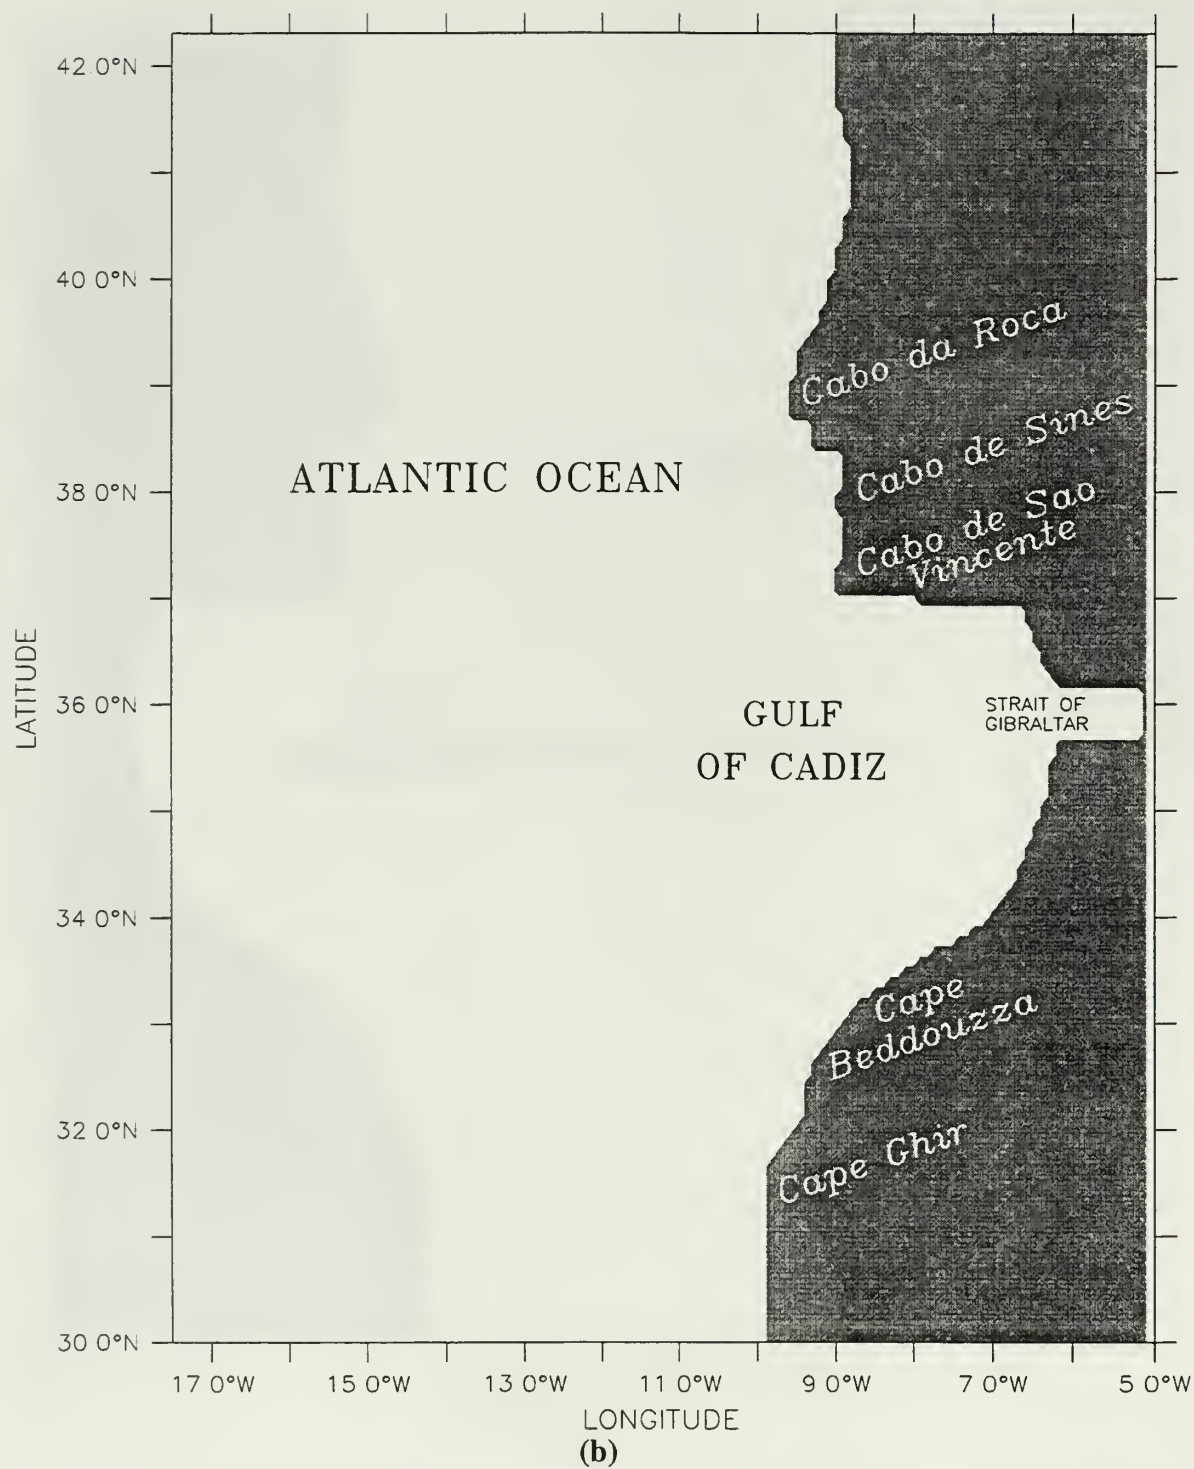 42.0°N
40 0°N
Cabo da Roca
Cabo de Sines
ATLANTIC OCEAN
38 0°N
Cabo de Sao
Vincente
LATITUDE
36 0°N
GULF
OF CADIZ
STRAIT OF
GIBRALTAR
34 0°N
Cape
Beddouzza
32 0°N
Cape Ghir
30 0°N
17 0°W 15 0°W 13 0°W 11 0°W 9 0°W 7 0°W 5 0°W
LONGITUDE
(b)